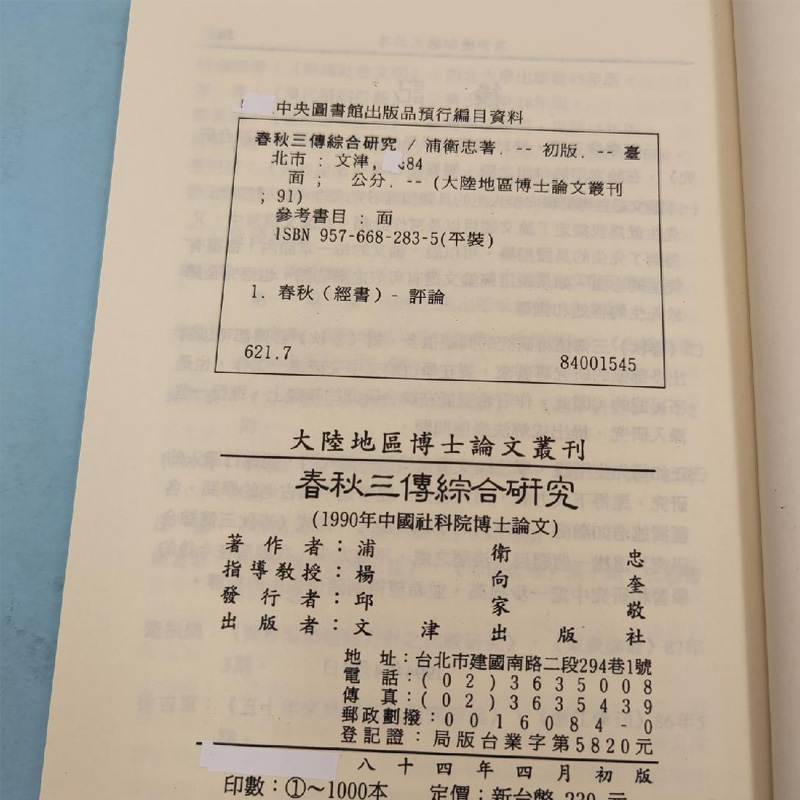 中央圖書館出版品預行編目資料
春秋三傳綜合研究 / 浦衛忠著. -- 初版. -- 臺
北市 : 文津, 84
面 ; 公分. -- (大陸地區博士論文叢刊
; 91)
參考書目 : 面
ISBN 957-668-283-5(平裝)
1. 春秋 (經書) - 評論
621.7 84001545
大陸地區博士論文叢刊
春秋三傳綜合研究
(1990年中國社科院博士論文)
著作者:浦衛忠
指導教授:楊向奎
發行者:邱家敬
出版者:文津出版社
地址:台北市建國南路二段294巷1號
電話:(02)3635008
傳真:(02)3635439
郵政劃撥:0016084-0
登記證:局版台業字第5820元
八十四年四月初版
印數:①~1000本 定價:新台幣 220 元